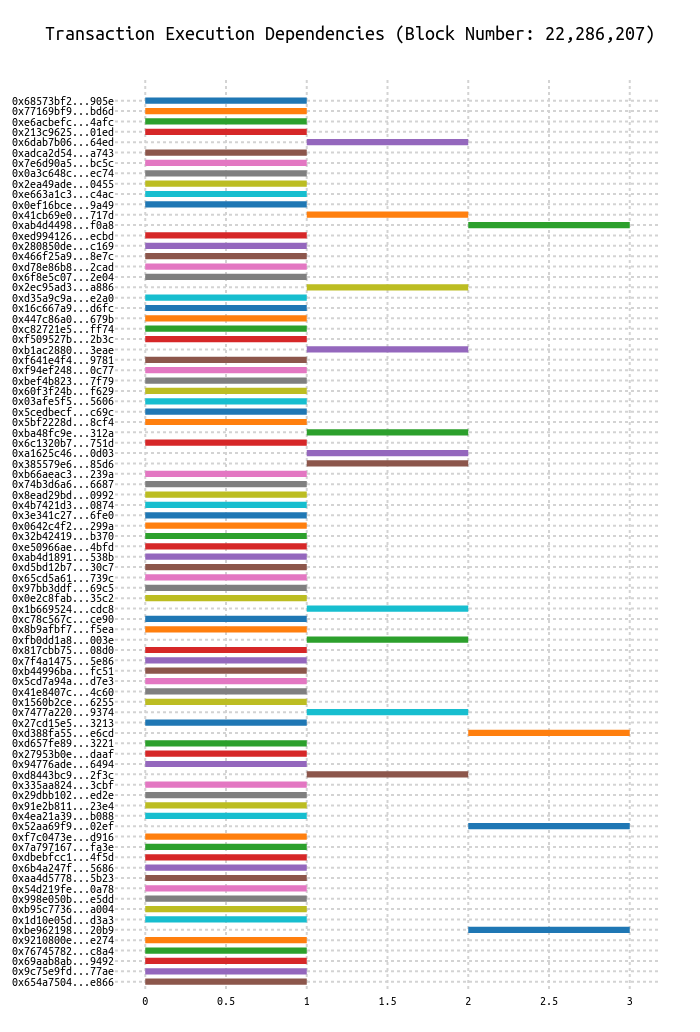 Transaction Execution Dependencies (Block Number: 22,286,207)
0x68573bf2...905e
0x77169bf9...bd6d
0xe6acbefc...4afc
0x213c9625...01ed
0x6dab7b06...64ed
0xadca2d54...a743
0x7e6d90a5...bc5c
0x0a3c648c...ec74
0x2ea49ade...0455
0xe663a1c3...c4ac
0x0ef16bce...9a49
0x41cb69e0...717d
0xab4d4498...f0a8
0xed994126...ecbd
0x280850de...c169
0x466f25a9...8e7c
0xd78e86b8...2cad
0x6f8e5c07...2e04
0x2ec95ad3...a886
0xd35a9c9a...e2a0
0x16c667a9...d6fc
0x447c86a0...679b
0xc82721e5...ff74
0xf509527b...2b3c
0xb1ac2880...3eae
0xf641e4f4...9781
0xf94ef248...0c77
0xbef4b823...7f79
0x60f3f24b...f629
0x03afe5f5...5606
0x5cedbecf...c69c
0x5bf2228d...8cf4
0xba48fc9e...312a
0x6c1320b7...751d
0xa1625c46...0d03
0x385579e6...85d6
0xb66aeac3...239a
0x74b3d6a6...6687
0x8ead29bd...0992
0x4b7421d3...0874
0x3e341c27...6fe0
0x0642c4f2...299a
0x32b42419...b370
0xe50966ae...4bfd
0xab4d1891...538b
0xd5bd12b7...30c7
0x65cd5a61...739c
0x97bb3ddf...69c5
0x0e2c8fab...35c2
0x1b669524...cdc8
0xc78c567c...ce90
0x8b9afbf7...f5ea
0xfb0dd1a8...003e
0x817cbb75...08d0
0x7f4a1475...5e86
0xb44996ba...fc51
0x5cd7a94a...d7e3
0x41e8407c...4c60
0x1560b2ce...6255
0x7477a220...9374
0x27cd15e5...3213
0xd388fa55...e6cd
0xd657fe89...3221
0x27953b0e...daaf
0x94776ade...6494
0xd8443bc9...2f3c
0x335aa824...3cbf
0x29dbb102...ed2e
0x91e2b811...23e4
0x4ea21a39...b088
0x52aa69f9...02ef
0xf7c0473e...d916
0x7a797167...fa3e
0xdbebfcc1...4f5d
0x6b4a247f...5686
0xaa4d5778...5b23
0x54d219fe...0a78
0x998e050b...e5dd
0xb95c7736...a004
0x1d10e05d...d3a3
0xbe962198...20b9
0x9210800e...e274
0x76745782...c8a4
0x69aab8ab...9492
0x9c75e9fd...77ae
0x654a7504...e866
0 0.5 1 1.5 2 2.5 3